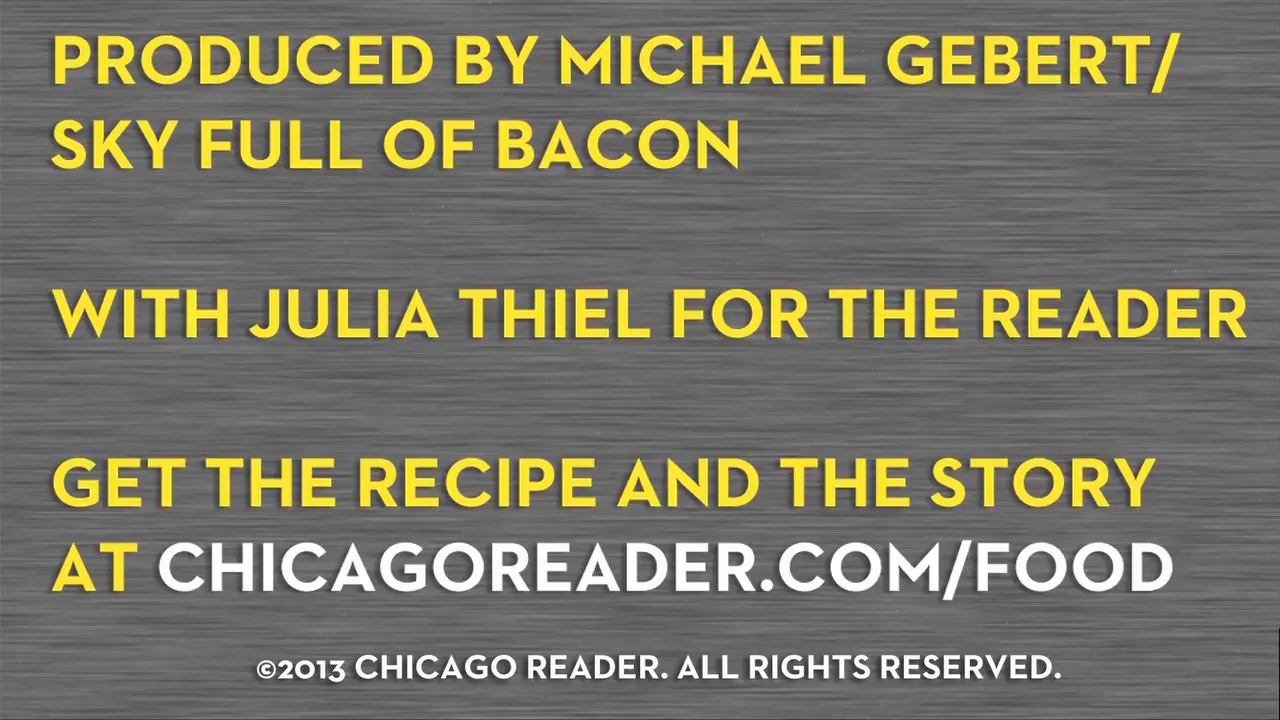 PRODUCED BY MICHAEL GEBERT/
SKY FULL OF BACON
WITH JULIA THIEL FOR THE READER
GET THE RECIPE AND THE STORY
AT CHICAGOREADER.COM/FOOD
©2013 CHICAGO READER. ALL RIGHTS RESERVED.